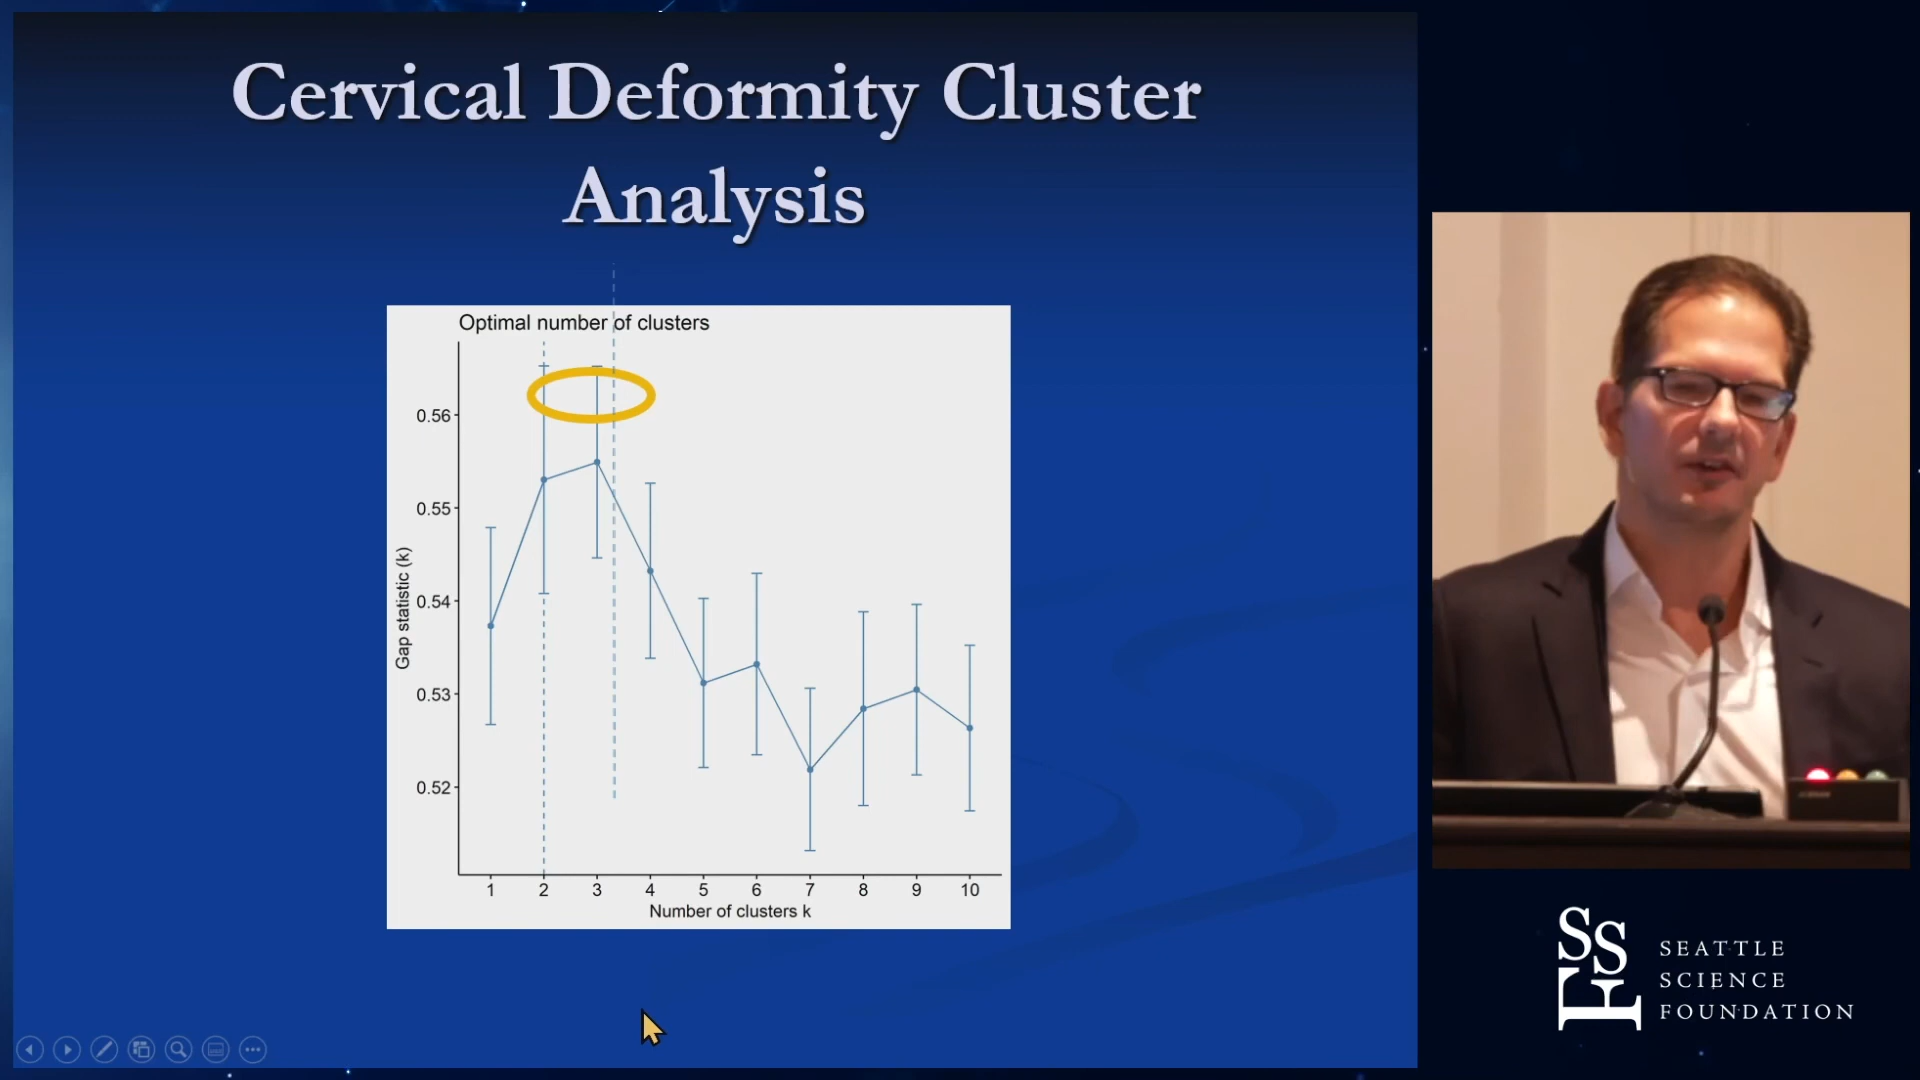 Cervical Deformity Cluster
Analysis
Optimal number of clusters
0.56
0.55
0.54
0.53
0.52
Gap statistic (k)
1 2 3 4 5 6 7 8 9 10
Number of clusters k
SSF
SEATTLE
SCIENCE
FOUNDATION